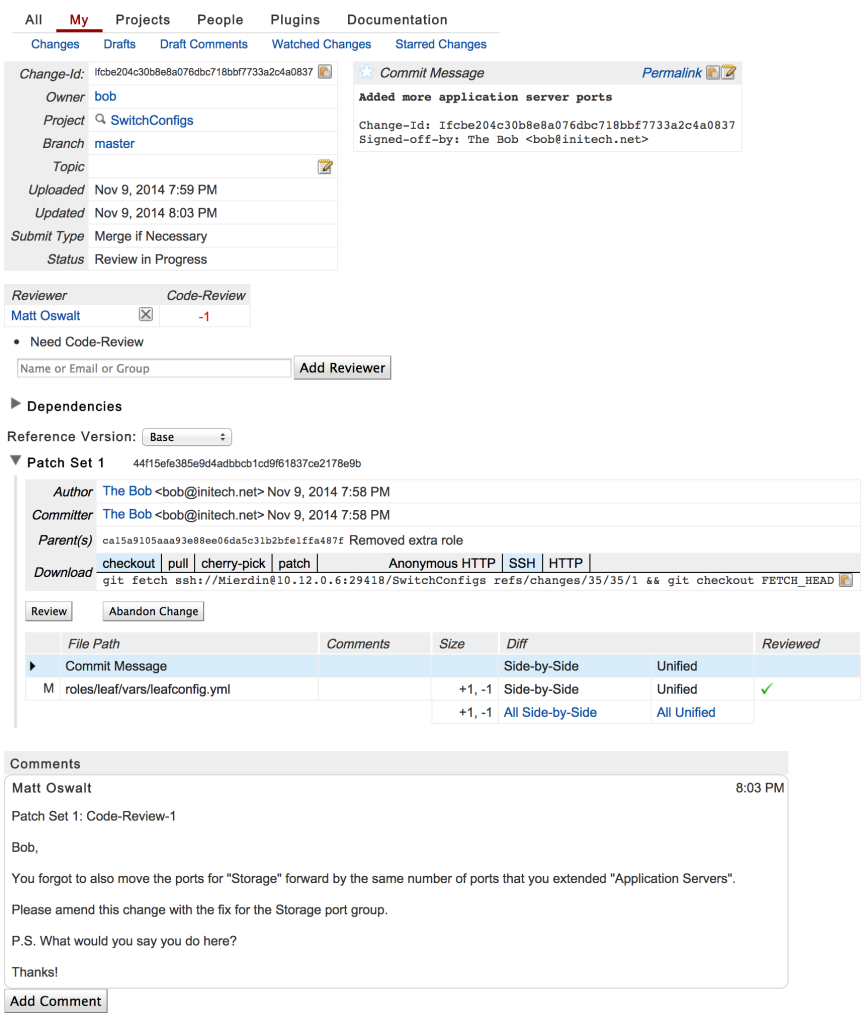 All My Projects People Plugins Documentation
Changes Drafts Draft Comments Watched Changes Starred Changes
Change-Id: Ifcbe204c30b8e8a076dbc718bbf7733a2c4a0837
Owner bob
Project SwitchConfigs
Branch master
Topic
Uploaded Nov 9, 2014 7:59 PM
Updated Nov 9, 2014 8:03 PM
Submit Type Merge if Necessary
Status Review in Progress
Commit Message Permalink
Added more application server ports
Change-Id: Ifcbe204c30b8e8a076dbc718bbf7733a2c4a0837
Signed-off-by: The Bob <bob@initech.net>
Reviewer Code-Review
Matt Oswalt -1
Need Code-Review
Name or Email or Group Add Reviewer
Dependencies
Reference Version: Base
Patch Set 1 44f15efe385e9d4adbbcb1cd9f61837ce2178e9b
Author The Bob <bob@initech.net> Nov 9, 2014 7:58 PM
Committer The Bob <bob@initech.net> Nov 9, 2014 7:58 PM
Parent(s) ca15a9105aaa93e88ee06da5c31b2bfe1ffa487f Removed extra role
Download checkout pull cherry-pick patch Anonymous HTTP SSH HTTP
git fetch ssh://Mierdin@10.12.0.6:29418/SwitchConfigs refs/changes/35/35/1 && git checkout FETCH_HEAD
Review Abandon Change
File Path Comments Size Diff Reviewed
Commit Message Side-by-Side Unified
M roles/leaf/vars/leafconfig.yml +1, -1 Side-by-Side Unified
+1, -1 All Side-by-Side All Unified
Comments
Matt Oswalt 8:03 PM
Patch Set 1: Code-Review-1
Bob,
You forgot to also move the ports for "Storage" forward by the same number of ports that you extended "Application Servers".
Please amend this change with the fix for the Storage port group.
P.S. What would you say you do here?
Thanks!
Add Comment